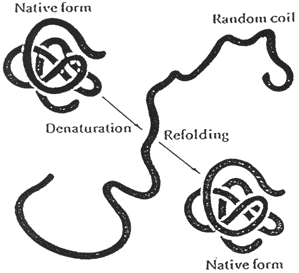 Native form
Random coil
Denaturation
Refolding
Native form